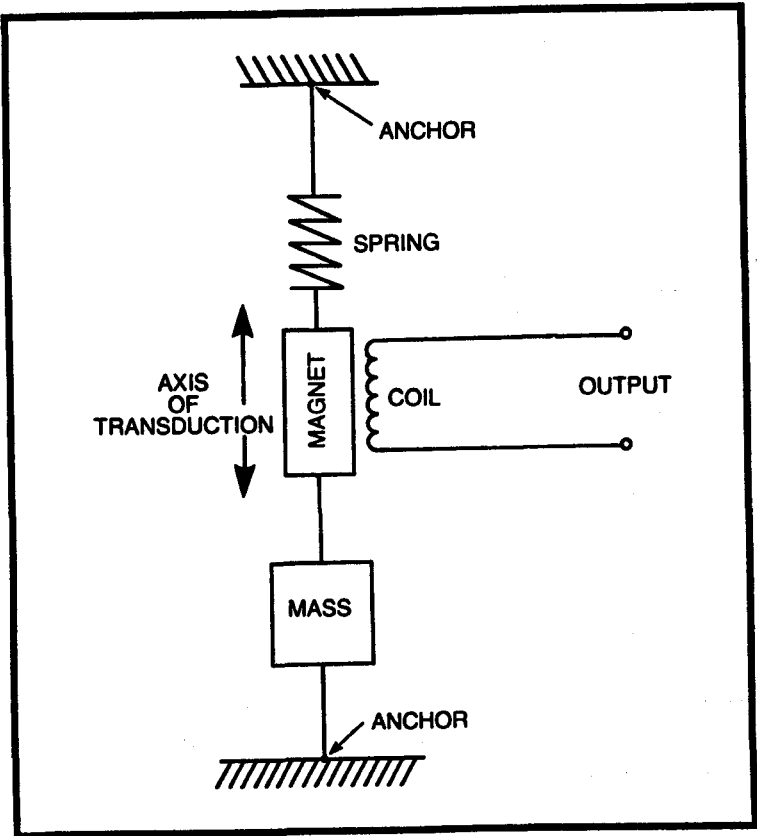 ANCHOR
SPRING
AXIS
OF
TRANSDUCTION
MAGNET
COIL
OUTPUT
MASS
ANCHOR